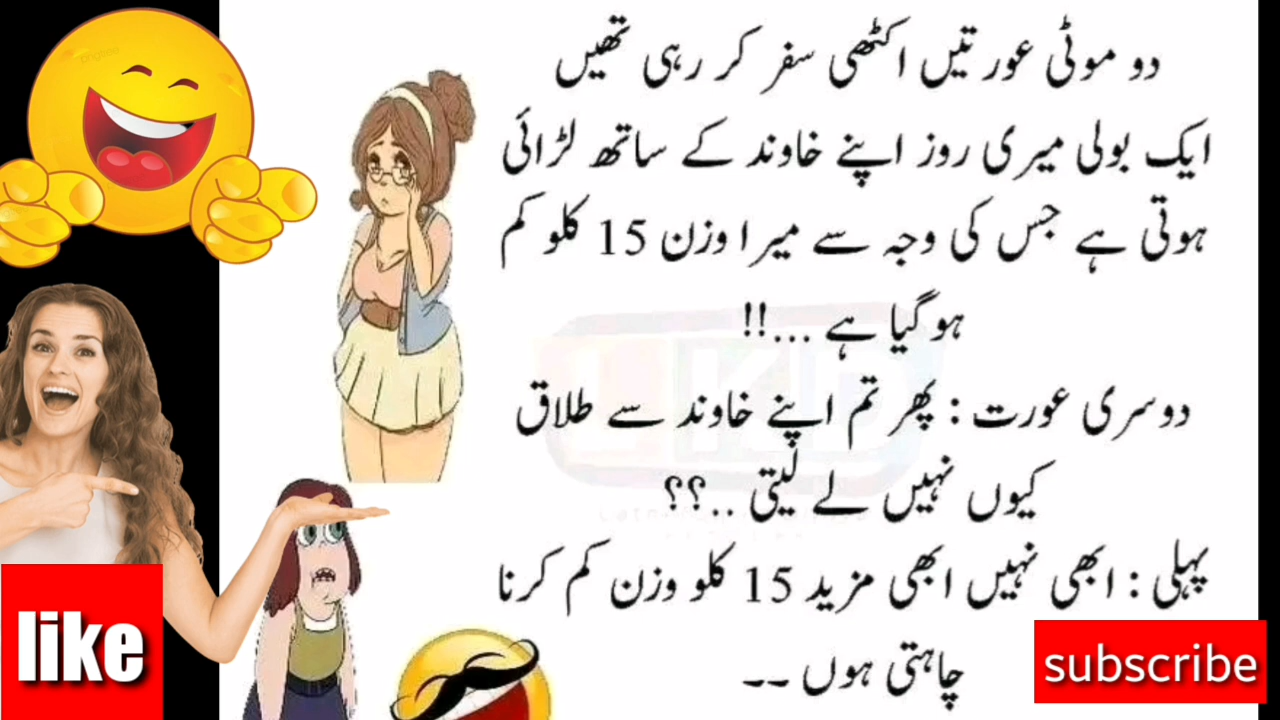 دو موٹی عورتیں اکٹھی سفر کر رہی تھیں
ایک بولی میری روز اپنے خاوند کے ساتھ لڑائی
ہوتی ہے جس کی وجہ سے میرا وزن 15 کلو کم
ہو گیا ہے ...!!
دوسری عورت : پھر تم اپنے خاوند سے طلاق
کیوں نہیں لے لیتی ..؟؟
پہلی : ابھی نہیں ابھی مزید 15 کلو وزن کم کرنا
چاہتی ہوں --
like
subscribe